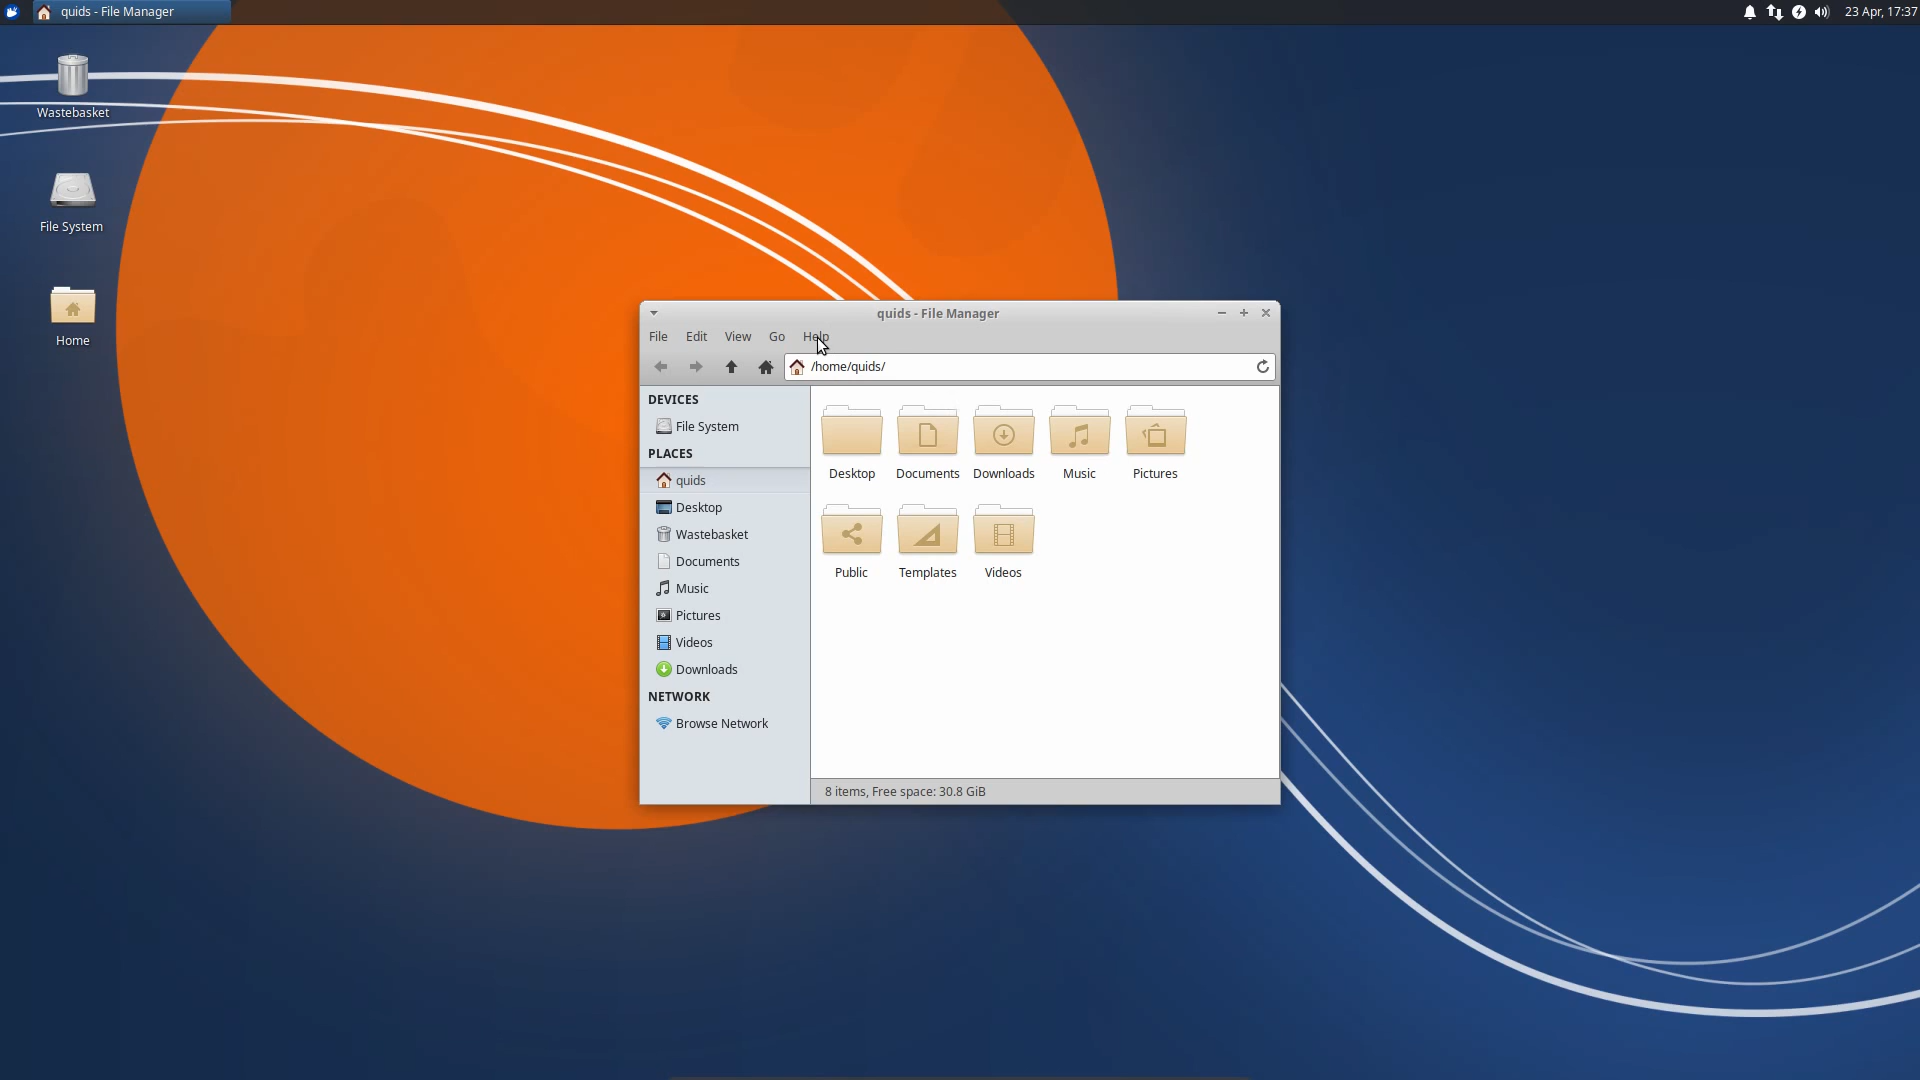 quids - File Manager
23 Apr, 17:37
Wastebasket
File System
Home
quids - File Manager
File Edit View Go Help
/home/quids/
DEVICES
File System
PLACES
quids
Desktop
Wastebasket
Documents
Music
Pictures
Videos
Downloads
NETWORK
Browse Network
Desktop Documents Downloads Music Pictures
Public Templates Videos
8 items, Free space: 30.8 GiB